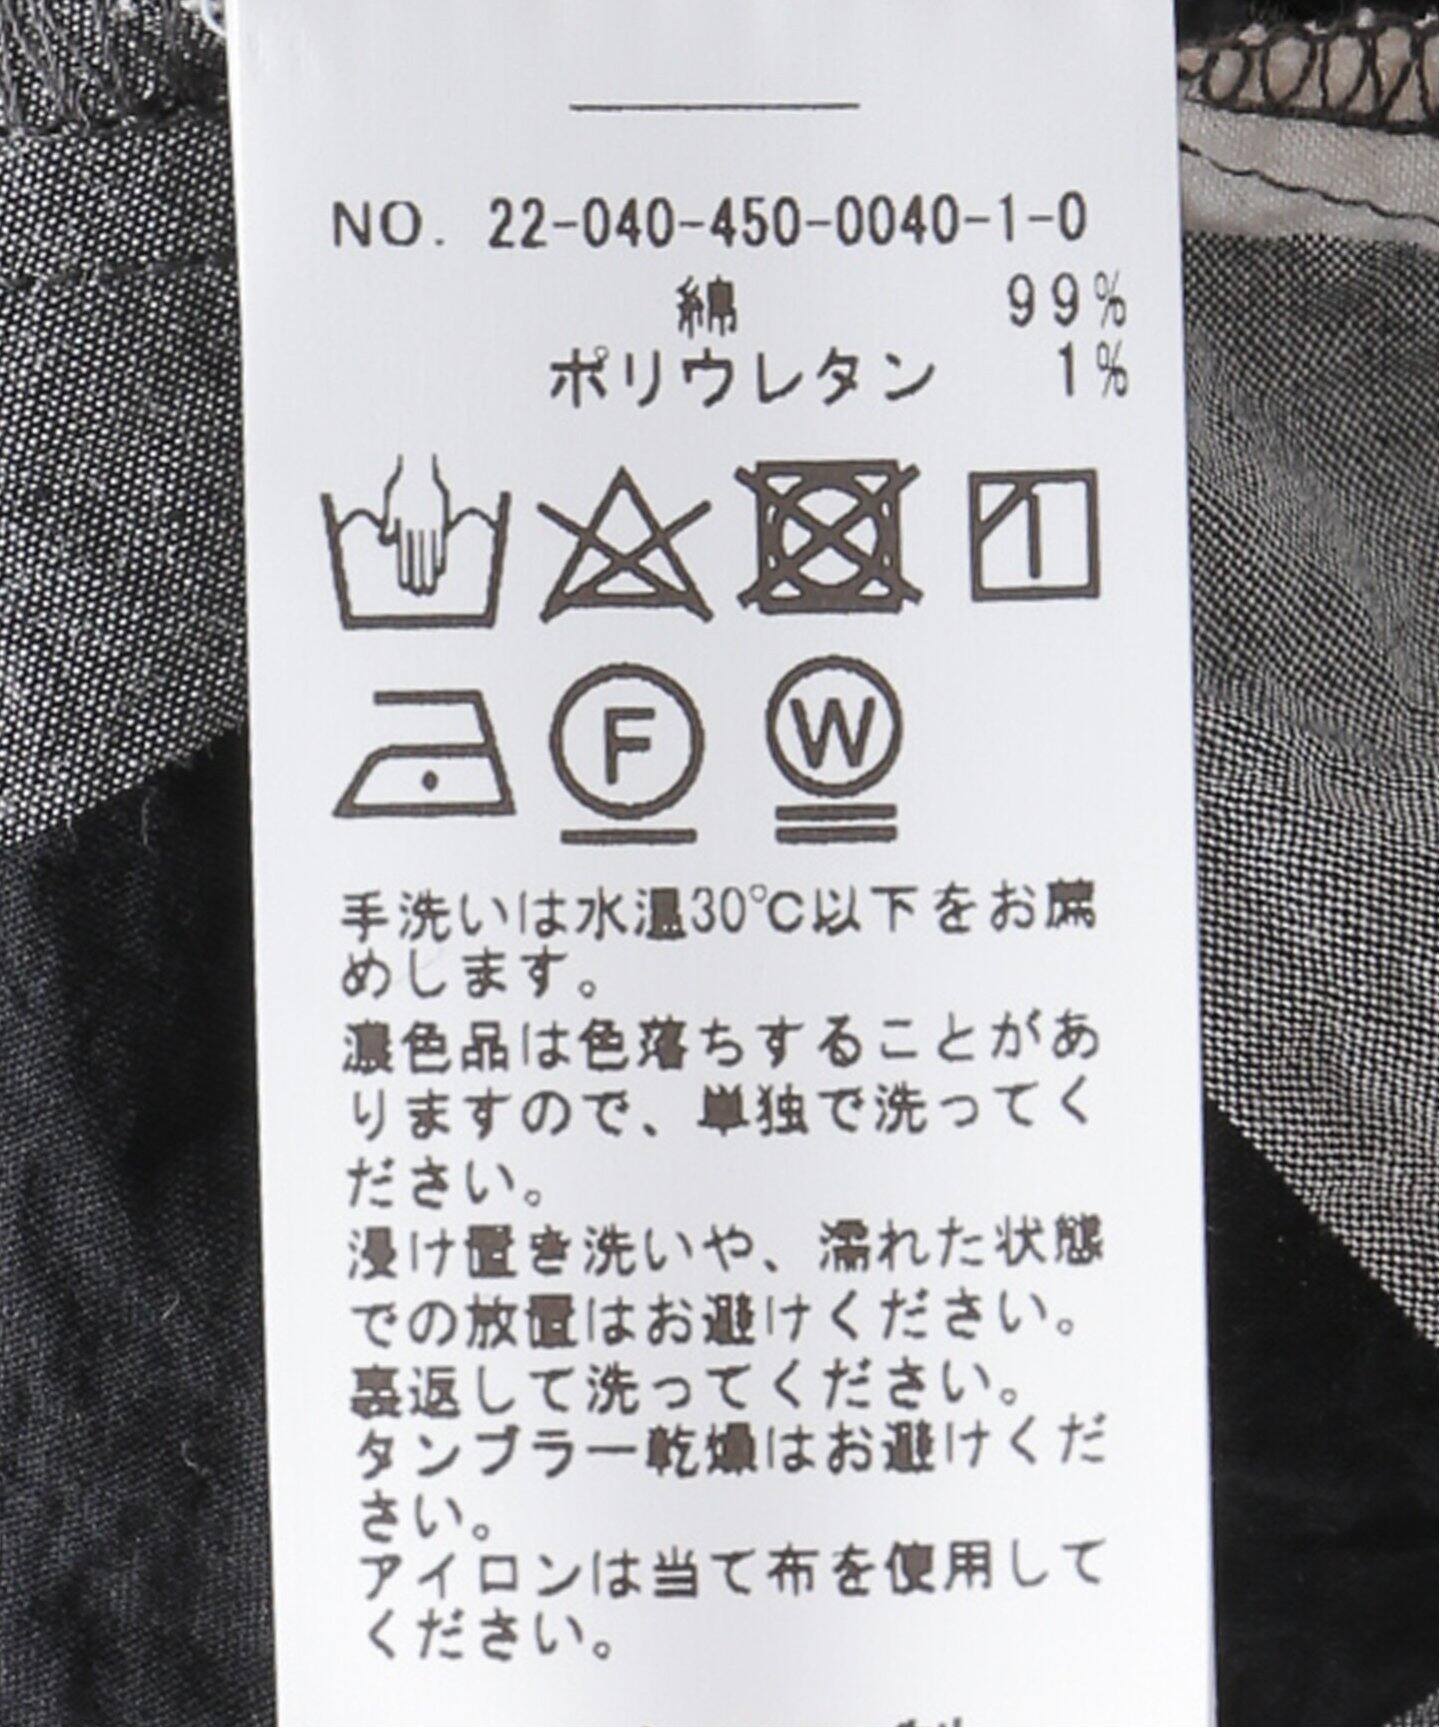 NO. 22-040-450-0040-1-0
綿 99%
ポリウレタン 1%
F W
手洗いは水温30℃以下をお薦
めします。
濃色品は色落ちすることがあ
りますので、単独で洗ってく
ださい。
浸け置き洗いや、濡れた状態
での放置はお避けください。
裏返して洗ってください。
タンブラー乾燥はお避けくだ
さい。
アイロンは当て布を使用して
ください。